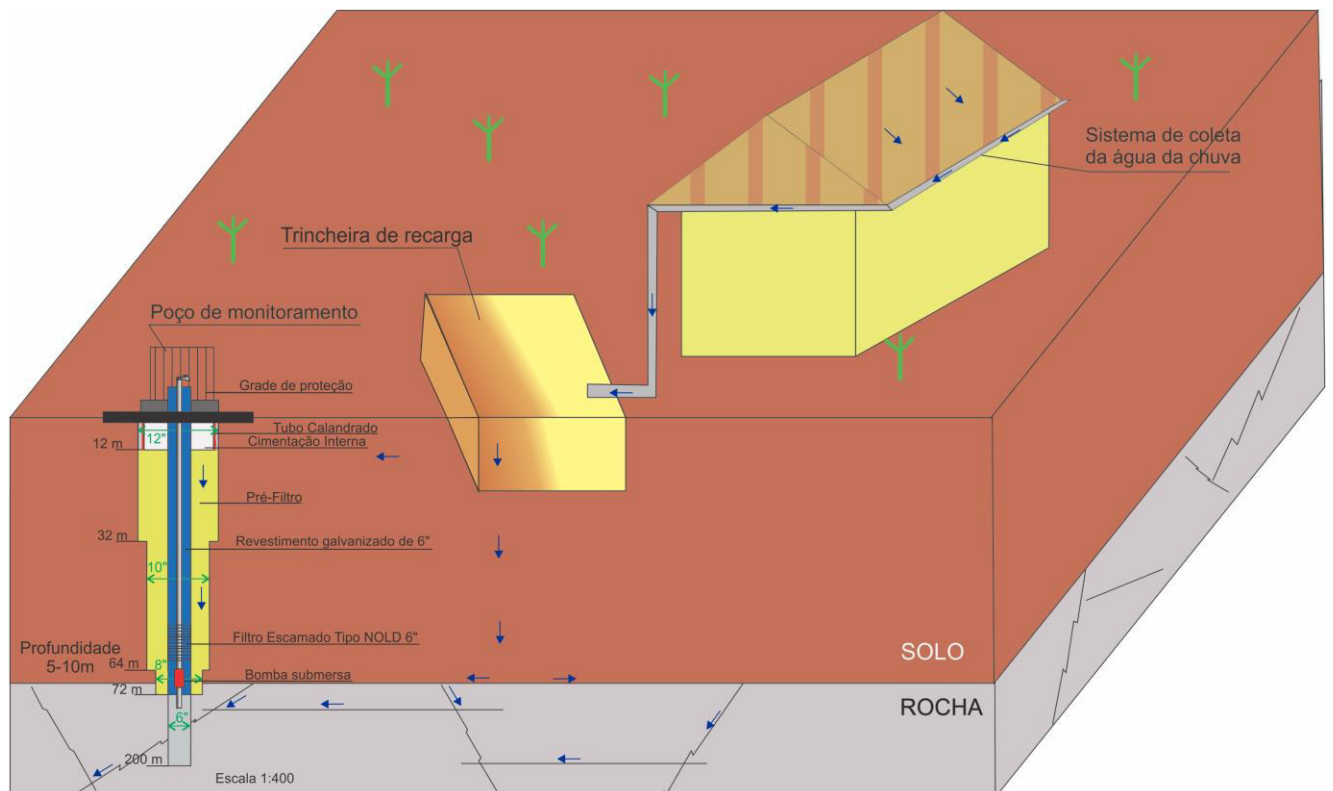 Sistema de coleta
da água da chuva
Trincheira de recarga
Poço de monitoramento
Grade de proteção
Tubo Calandrado
12"
12 m
Cimentação Interna
Pré-Filtro
32 m
Revestimento galvanizado de 6"
10"
Filtro Escamado Tipo NOLD 6"
Profundidade
5-10m
64 m
8"
Bomba submersa
72 m
SOLO
ROCHA
6"
200 m
Escala 1:400